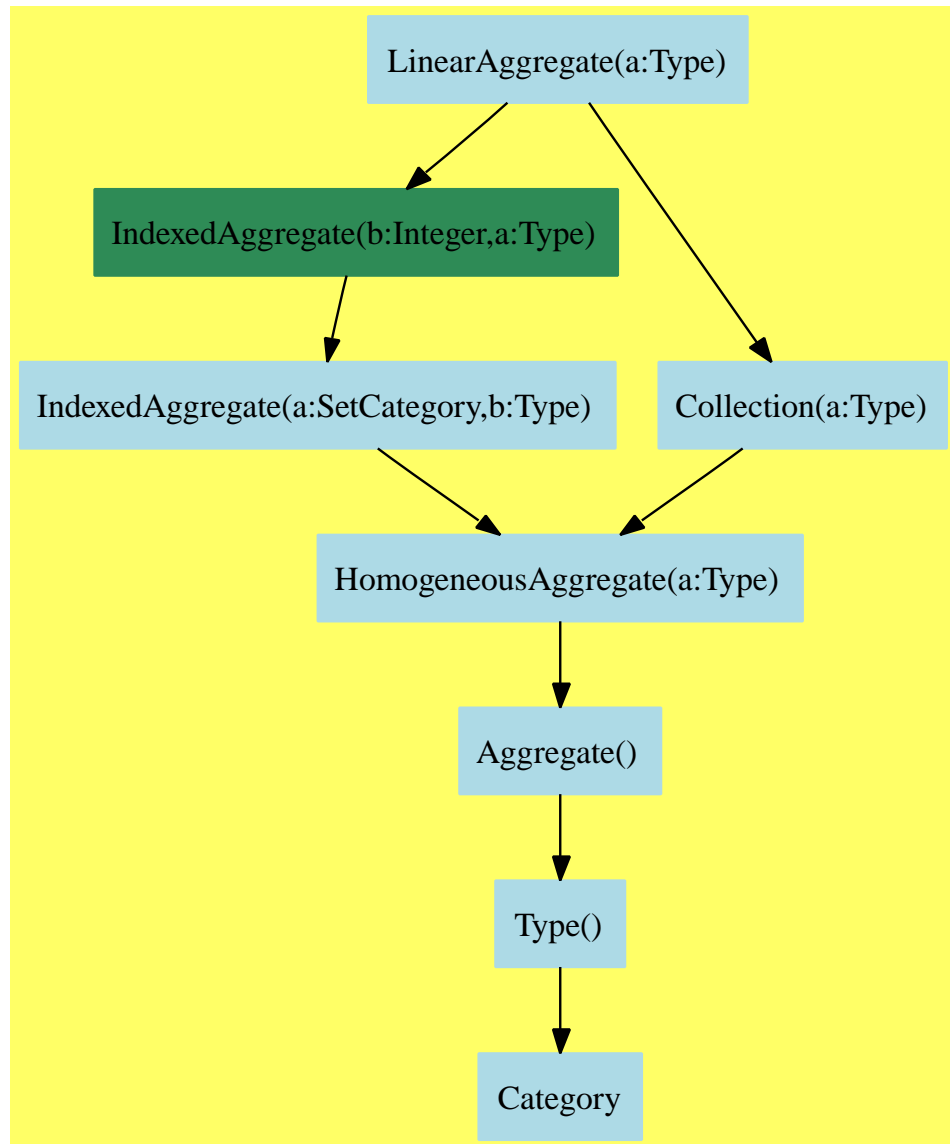 LinearAggregate(a:Type)
IndexedAggregate(b:Integer,a:Type)
IndexedAggregate(a:SetCategory,b:Type)
Collection(a:Type)
HomogeneousAggregate(a:Type)
Aggregate()
Type()
Category